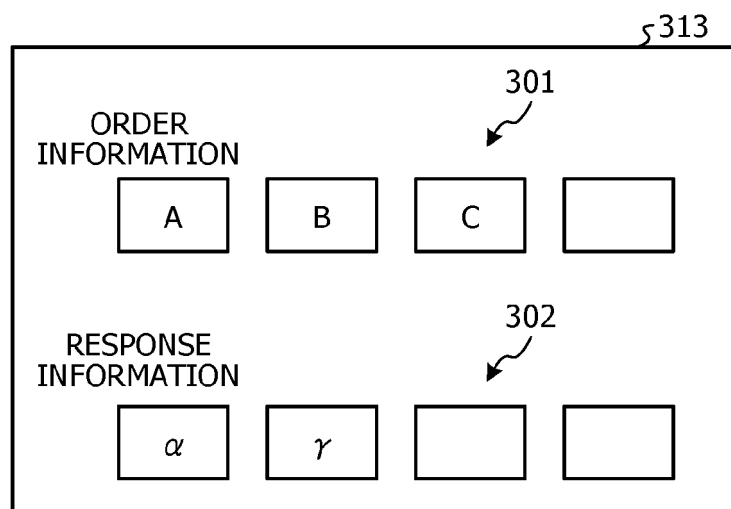 313
301
ORDER
INFORMATION
A B C
302
RESPONSE
INFORMATION
α γ